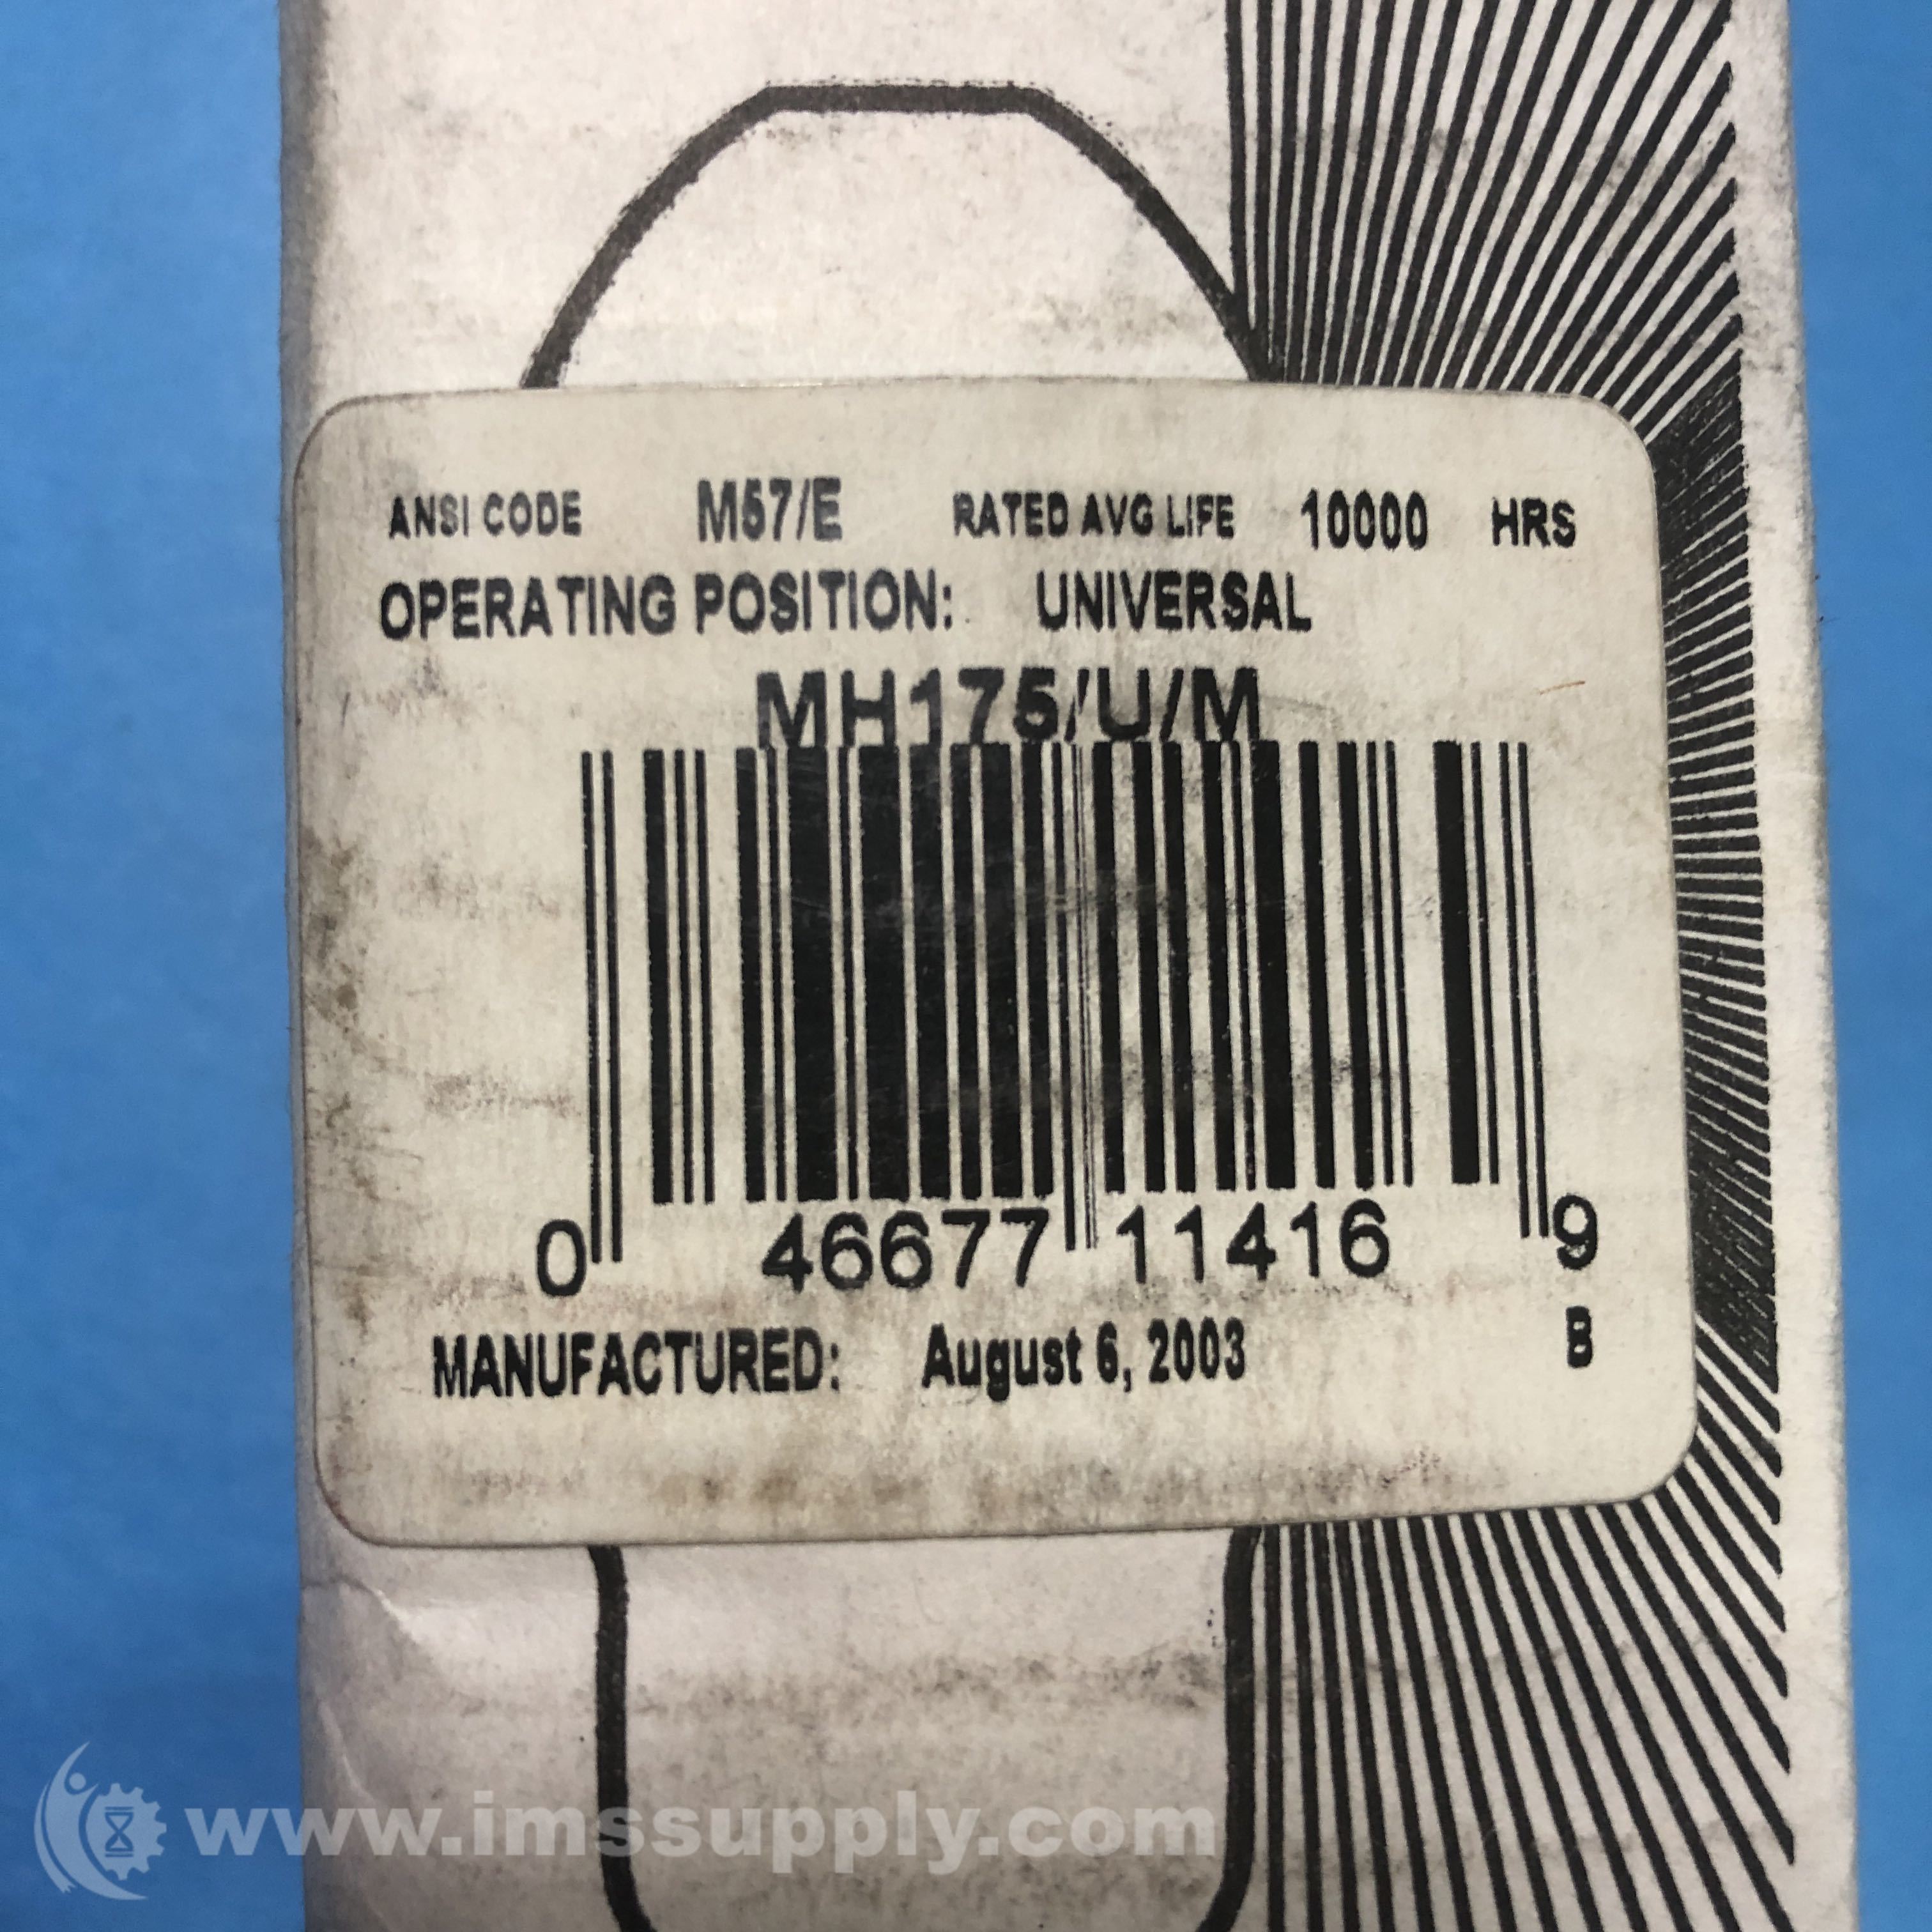 ANSI CODE M57/E RATED AVG LIFE 10000 HRS
OPERATING POSITION: UNIVERSAL
MH175/U/M
0 46677 11416 9
B
MANUFACTURED: August 6, 2003
www.imssupply.com